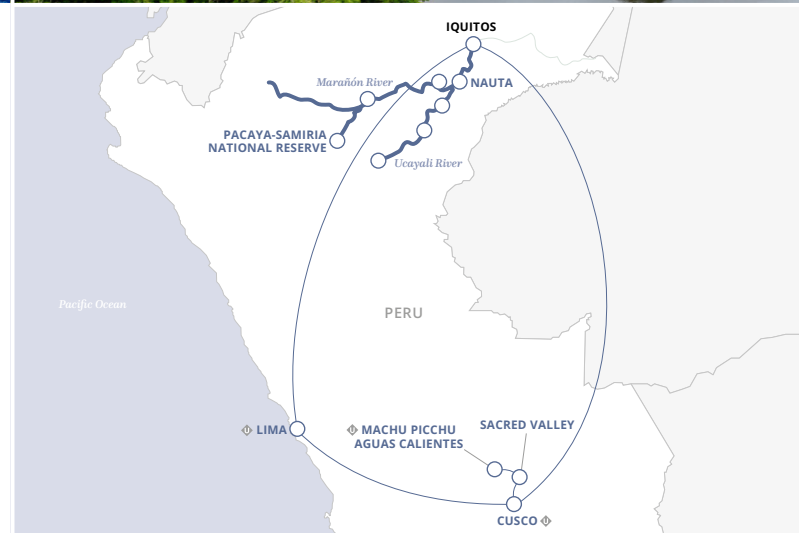 IQUITOS
Marañón River
NAUTA
PACAYA-SAMIRIA
NATIONAL RESERVE
Ucayali River
Pacific Ocean
PERU
LIMA
MACHU PICCHU
AGUAS CALIENTES
SACRED VALLEY
CUSCO